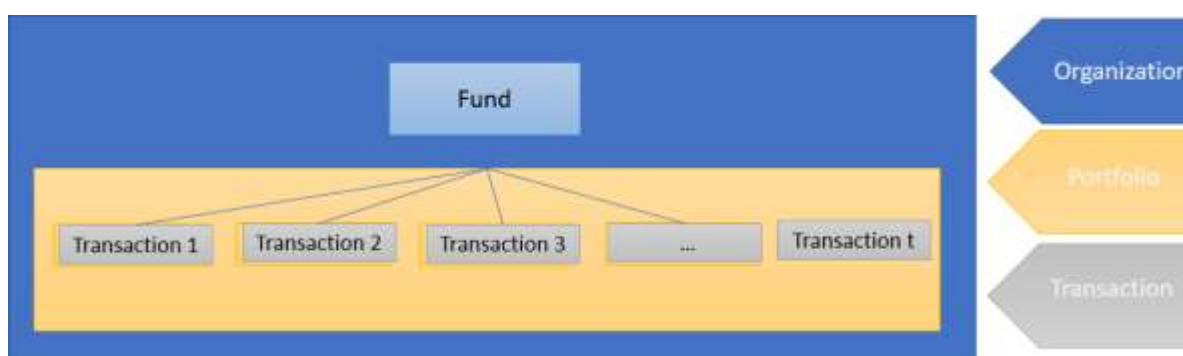 Organization
Fund
Portfolio
Transaction 1
Transaction 2
Transaction 3
...
Transaction t
Transaction